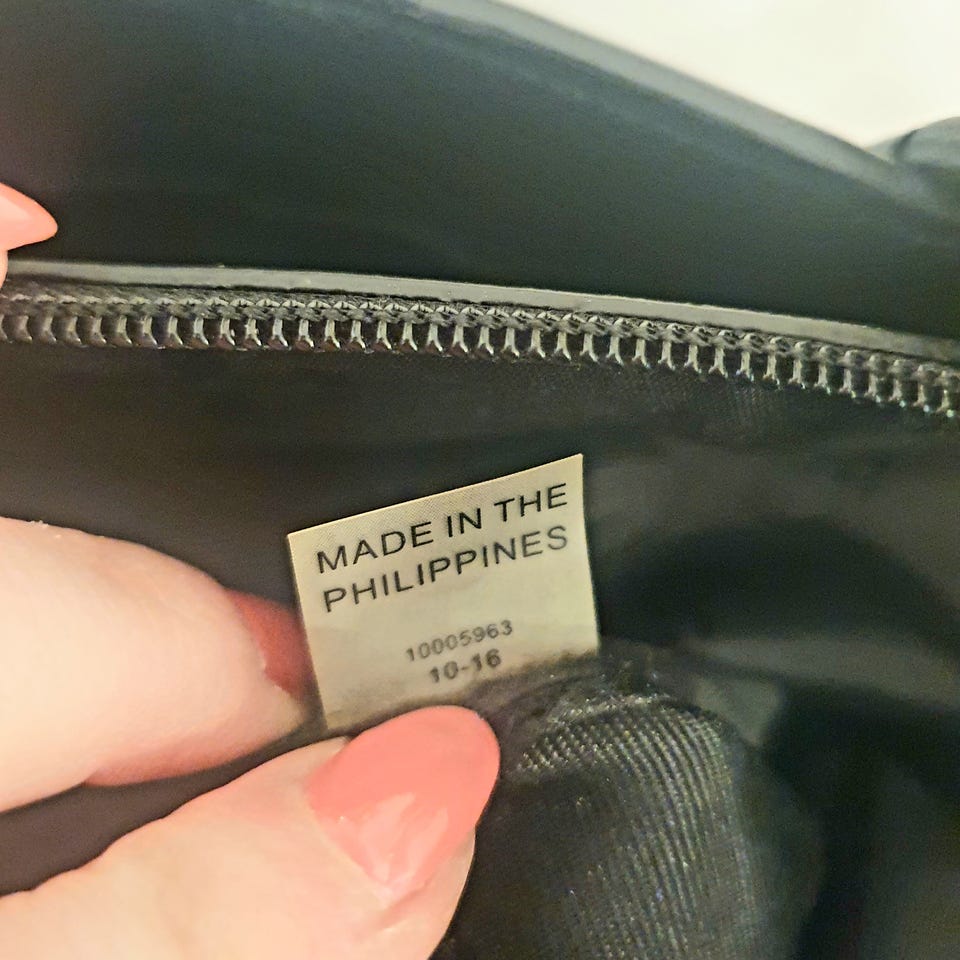 MADE IN THE
PHILIPPINES
10005963
10-16